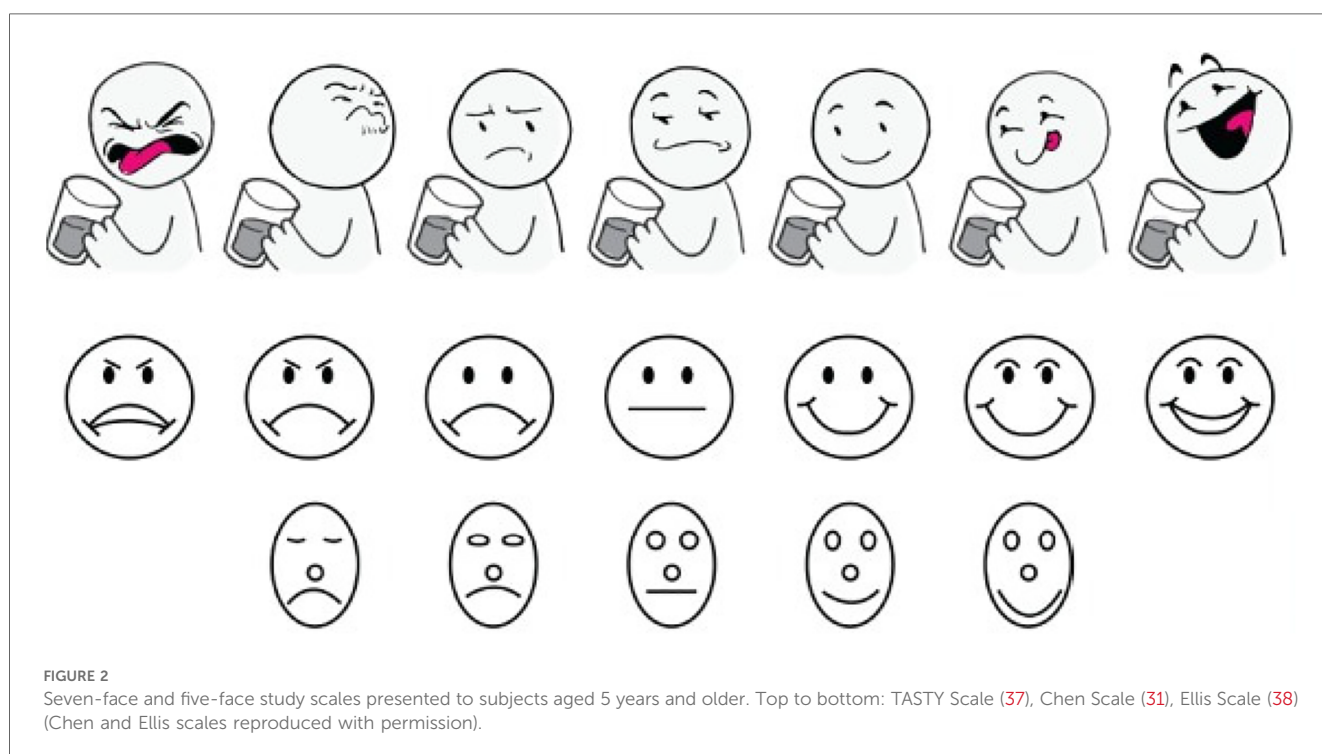 FIGURE 2
Seven-face and five-face study scales presented to subjects aged 5 years and older. Top to bottom: TASTY Scale (37), Chen Scale (31), Ellis Scale (38)
(Chen and Ellis scales reproduced with permission).